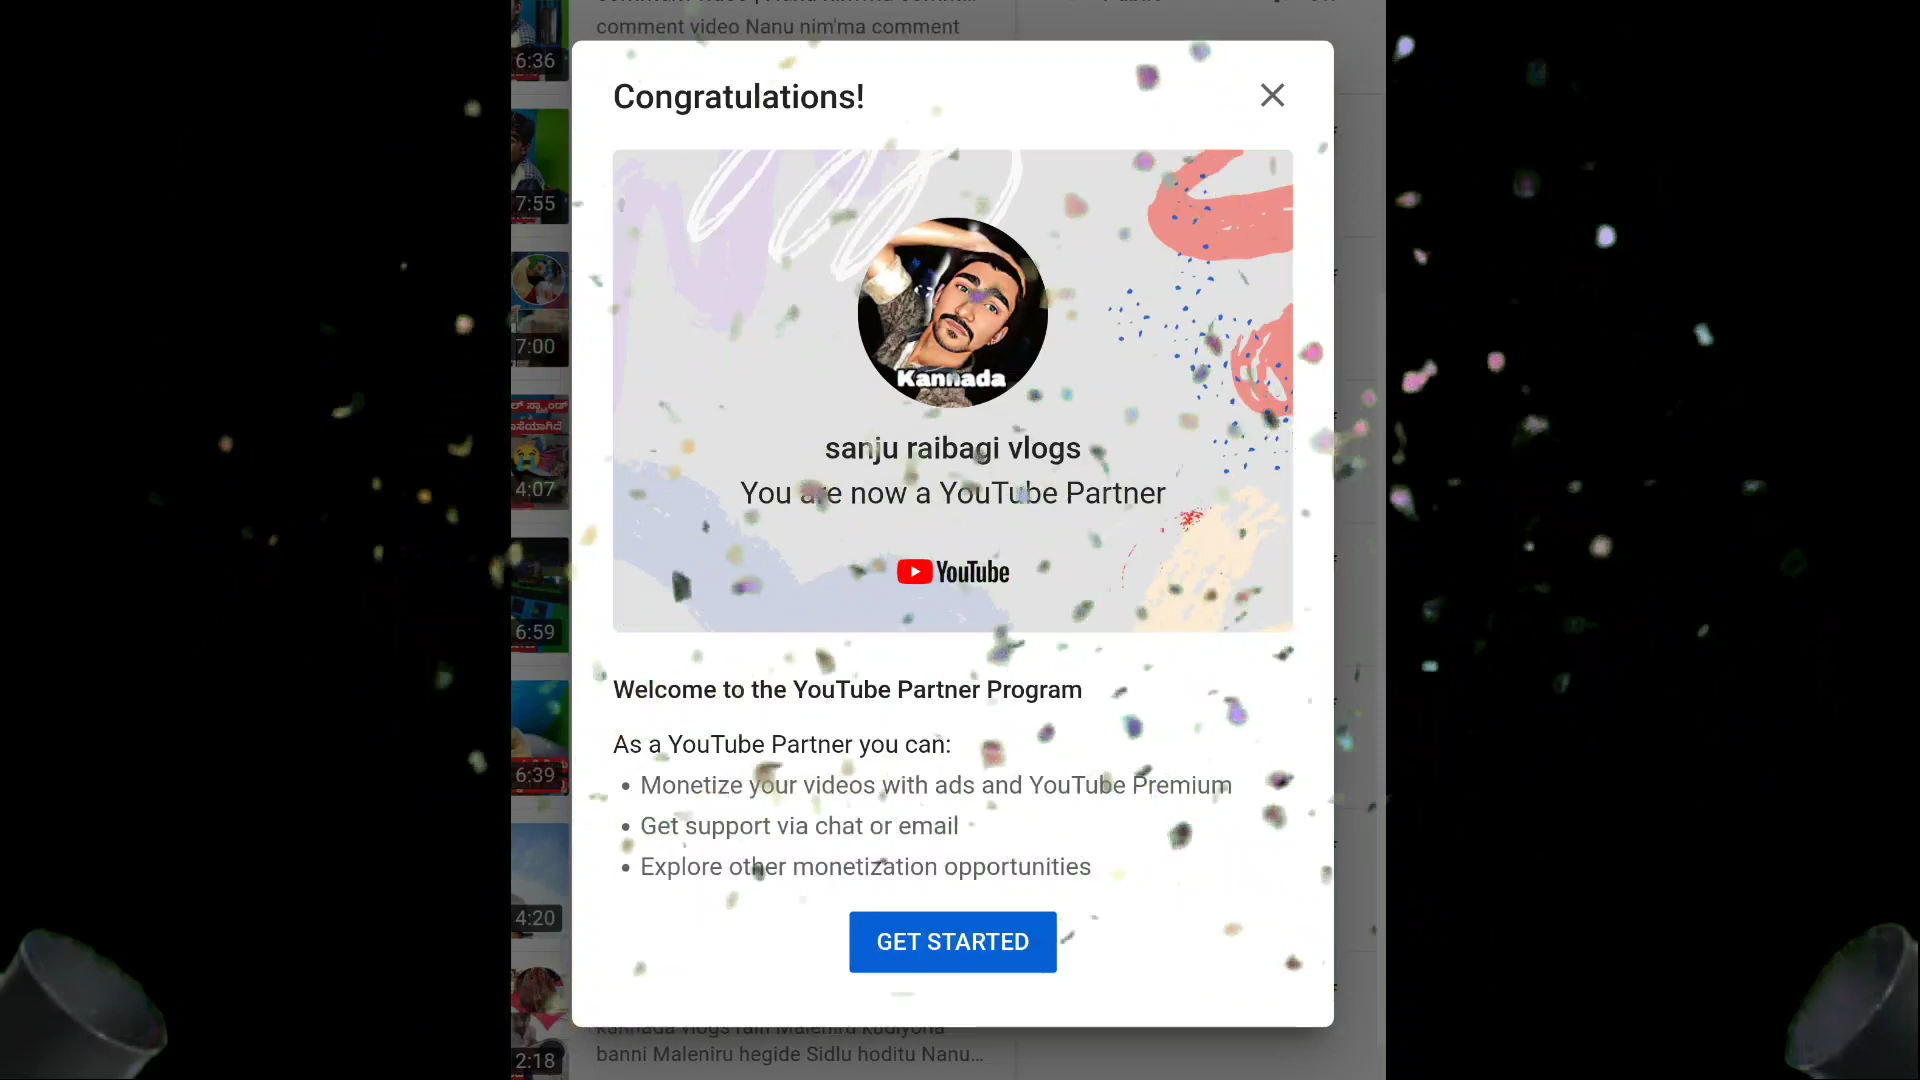 comment video Nanu nim'ma comment
6:36
Congratulations!
7:55
7:00
Kannada
4:07
sanju raibagi vlogs
You are now a YouTube Partner
YouTube
6:59
Welcome to the YouTube Partner Program
As a YouTube Partner you can:
6:39
• Monetize your videos with ads and YouTube Premium
• Get support via chat or email
• Explore other monetization opportunities
4:20
GET STARTED
banni Maleniru hegide Sidlu hoditu Nanu...
2:18